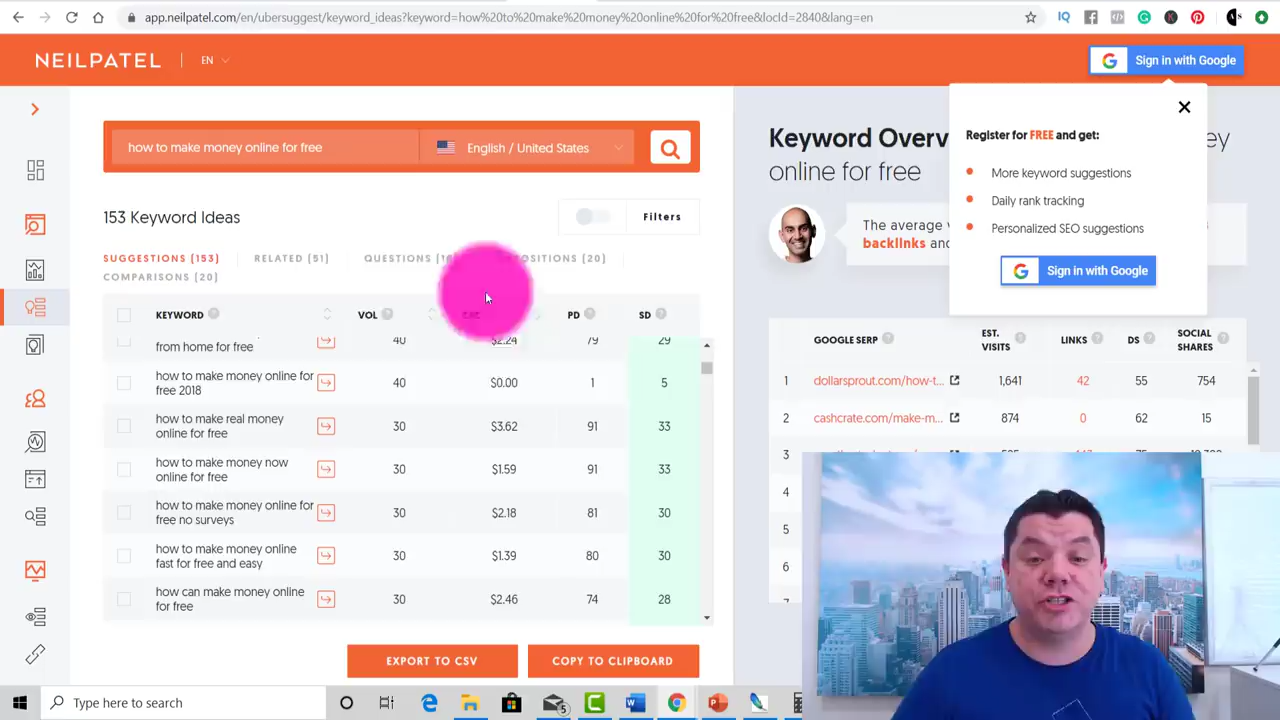 app.neilpatel.com/en/ubersuggest/keyword_ideas?keyword=how%20to%20make%20money%20online%20for%20free&locId=2840&lang=en
NEILPATEL
EN
Sign in with Google
Register for FREE and get:
More keyword suggestions
Daily rank tracking
Personalized SEO suggestions
Sign in with Google
how to make money online for free
English / United States
153 Keyword Ideas
Filters
SUGGESTIONS (153)
RELATED (51)
QUESTIONS
(20)
COMPARISONS (20)
KEYWORD
VOL
PD
SD
from home for free
40
$2.24
79
29
how to make money online for
free 2018
40
$0.00
1
5
how to make real money
online for free
30
$3.62
91
33
how to make money now
online for free
30
$1.59
91
33
how to make money online for
free no surveys
30
$2.18
81
30
how to make money online
fast for free and easy
30
$1.39
80
30
how can make money online
for free
30
$2.46
74
28
EXPORT TO CSV
COPY TO CLIPBOARD
Keyword
online for free
The average
backlinks
GOOGLE SERP
EST.
VISITS
LINKS
DS
SOCIAL
SHARES
1
dollarsprout.com/how-t...
1,641
42
55
754
2
cashcrate.com/make-m...
874
0
62
15
3
4
5
6
Type here to search
5